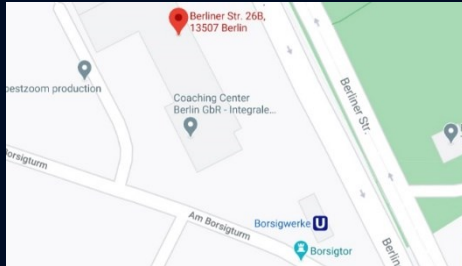 Berliner Str. 26B,
13507 Berlin
bestzoom production
Coaching Center
Berlin GbR - Integrale...
Berliner Str.
Borsigturm
Am Borsigturm
Borsigwerke U
Borsigtor
Berlin